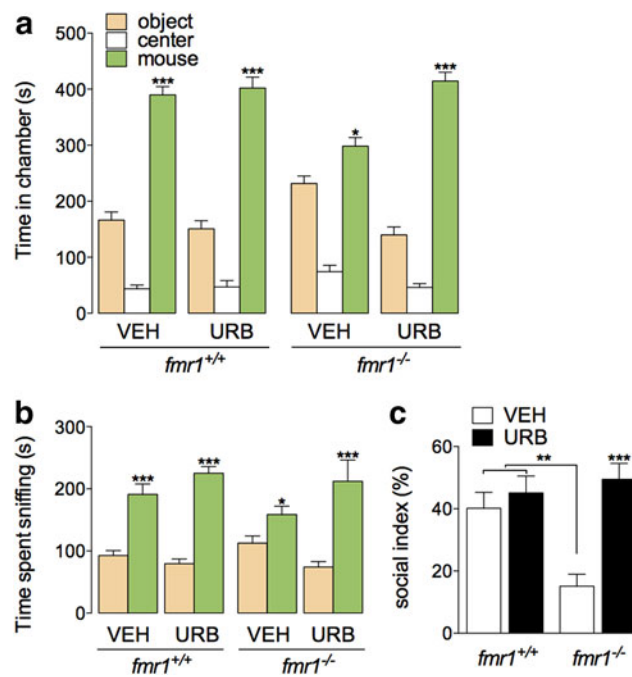 a
object
center
mouse
Time in chamber (s)
500
400
300
200
100
0
***
***
*
***
VEH URB VEH URB
fmr1+/+ fmr1-/-
b
Time spent sniffing (s)
300
200
100
0
***
***
*
***
VEH URB VEH URB
fmr1+/+ fmr1-/-
c
VEH
URB
social index (%)
60
40
20
0
**
***
fmr1+/+ fmr1-/-